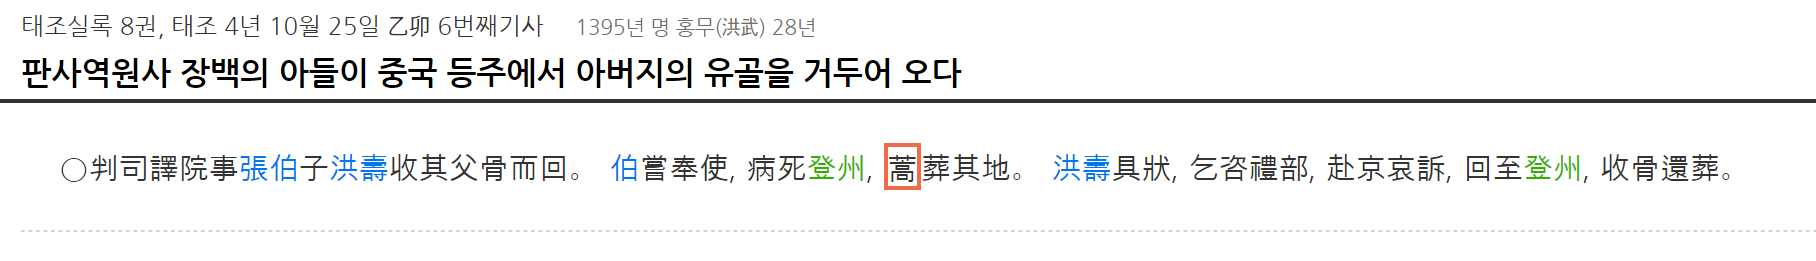 태조실록 8권, 태조 4년 10월 25일 乙卯 6번째기사 1395년 명 홍무(洪武) 28년
판사역원사 장백의 아들이 중국 등주에서 아버지의 유골을 거두어 오다
○判司譯院事張伯子洪壽收其父骨而回。 伯嘗奉使, 病死登州, 蒿葬其地。 洪壽具狀, 乞咨禮部, 赴京哀訴, 回至登州, 收骨還葬。